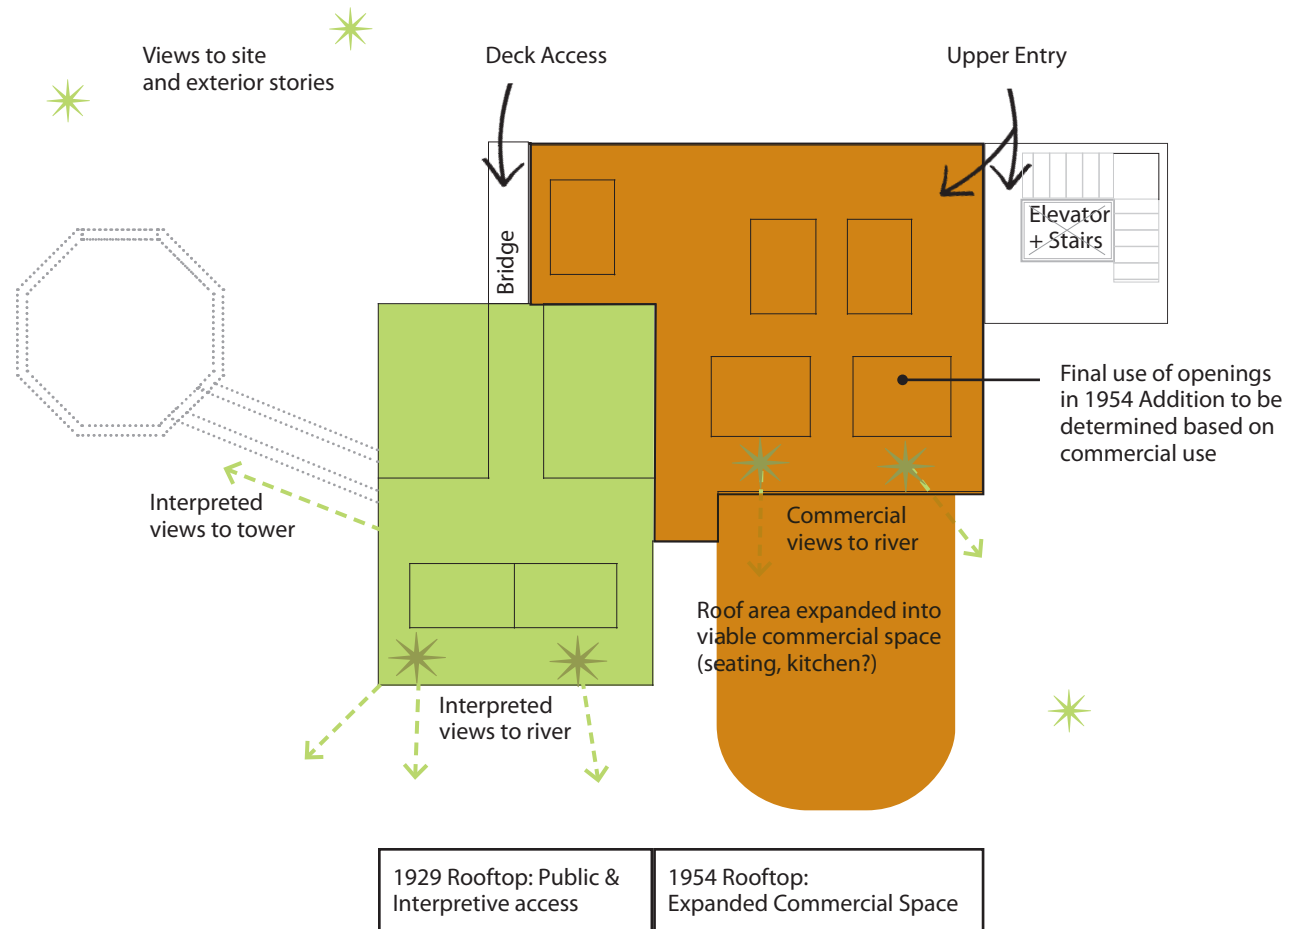 Views to site
and exterior stories
Deck Access
Upper Entry
Bridge
Elevator
+ Stairs
Final use of openings
in 1954 Addition to be
determined based on
commercial use
Interpreted
views to tower
Commercial
views to river
Roof area expanded into
viable commercial space
(seating, kitchen?)
Interpreted
views to river
1929 Rooftop: Public &
Interpretive access
1954 Rooftop:
Expanded Commercial Space